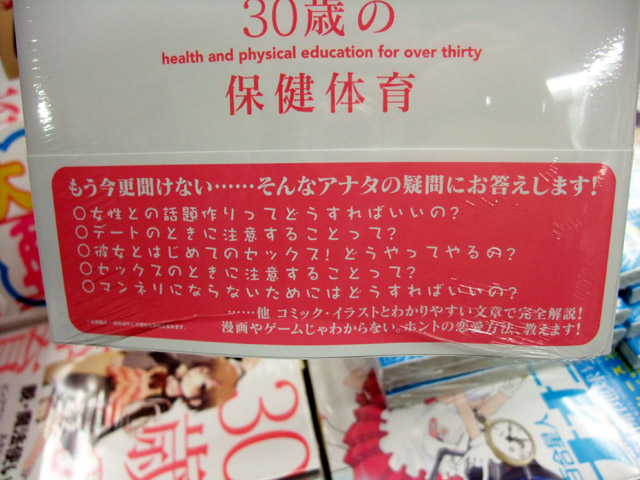 30歳の
health and physical education for over thirty
保健体育
もう今更聞けない……そんなアナタの疑問にお答えします！
○女性との話題作りってどうすればいいの？
○デートのときに注意することって？
○彼女とはじめてのセックス！どうやってやるの？
○セックスのときに注意することって？
○マンネリにならないためにはどうすればいいの？
……他 コミック・イラストとわかりやすい文章で完全解説！
漫画やゲームじゃわからない。ホントの恋愛方法、教えます！
30
歳